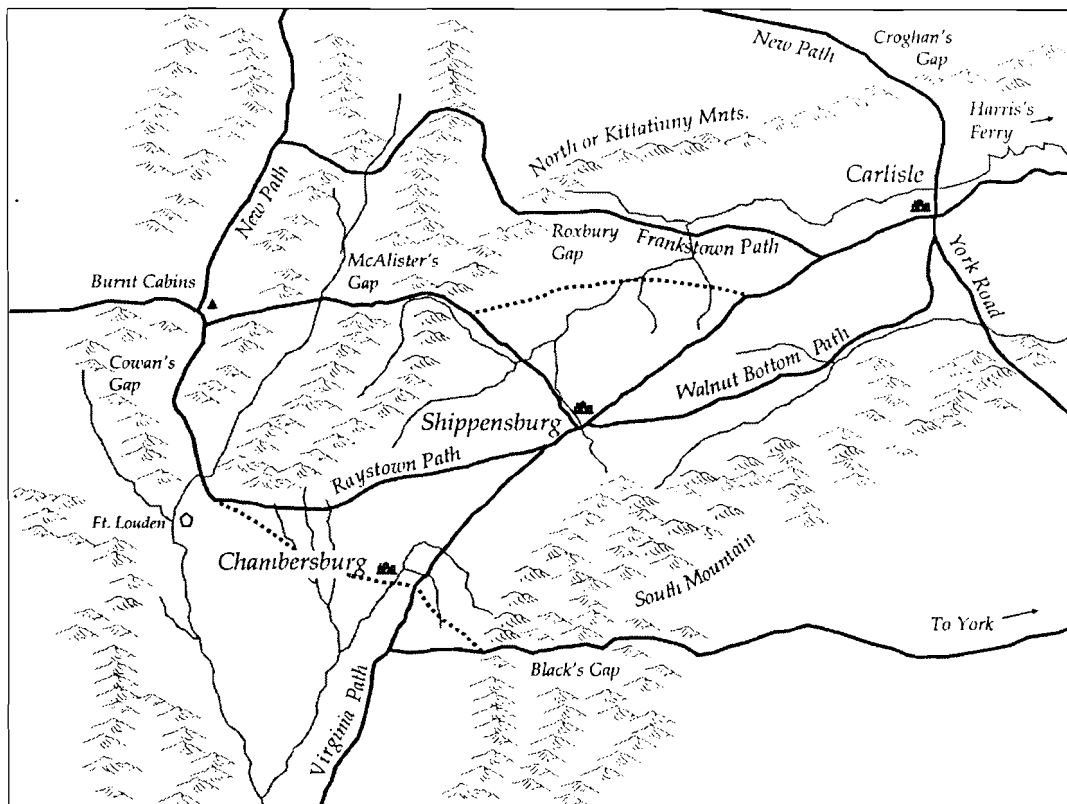 New Path
Croghan's
Gap
Harris's
Ferry
North or Kittatinny Mnts.
Carlisle
New Path
Roxbury
Gap
Frankstown Path
McAlister's
Gap
Burnt Cabins
York Road
Cowan's
Gap
Walnut Bottom Path
Shippensburg
Raystown Path
Ft. Louden
Chambersburg
South Mountain
To York
Black's Gap
Virginia Path